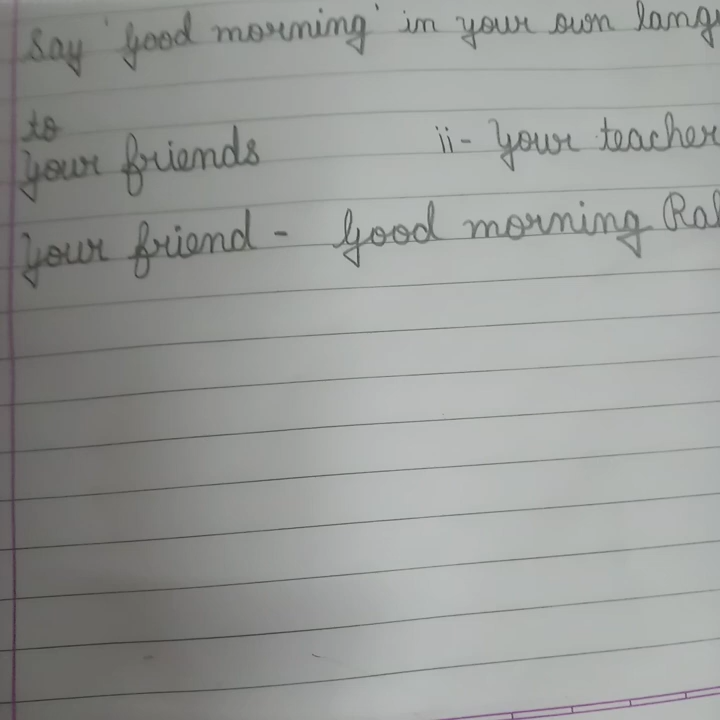 Say 'good morning' in your own lang
to
your friends ii- Your teacher
Your friend - Good morning